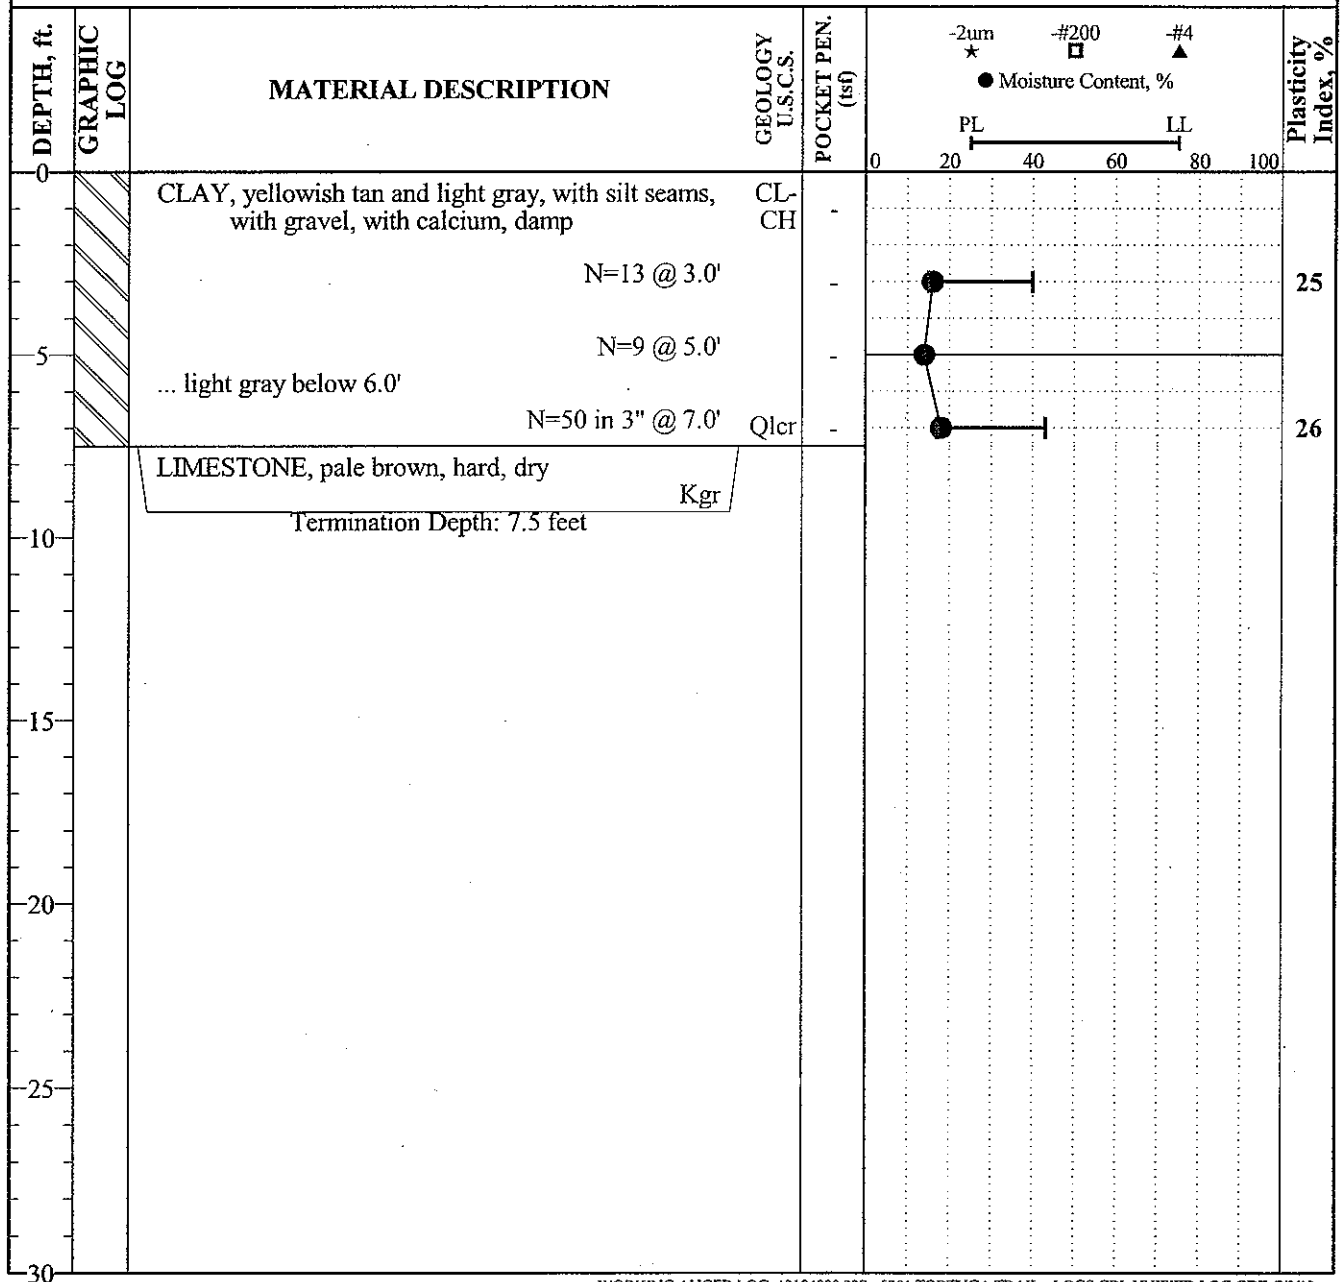 DEPTH, ft.
GRAPHIC
LOG
MATERIAL DESCRIPTION
GEOLOGY
U.S.C.S.
POCKET PEN.
(tsf)
-2um
-#200
-#4
Moisture Content, %
PL
LL
0 20 40 60 80 100
Plasticity
Index, %
0
CLAY, yellowish tan and light gray, with silt seams,
with gravel, with calcium, damp
CL-
CH
-
N=13 @ 3.0'
-
25
5
N=9 @ 5.0'
-
... light gray below 6.0'
N=50 in 3" @ 7.0'
Qlcr
-
26
LIMESTONE, pale brown, hard, dry
Kgr
Termination Depth: 7.5 feet
10
15
20
25
30